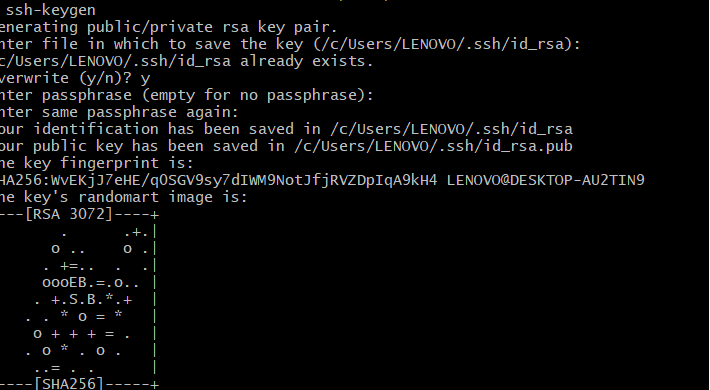 ssh-keygen
enerating public/private rsa key pair.
nter file in which to save the key (/c/Users/LENOVO/.ssh/id_rsa):
c/Users/LENOVO/.ssh/id_rsa already exists.
verwrite (y/n)? y
nter passphrase (empty for no passphrase):
nter same passphrase again:
our identification has been saved in /c/Users/LENOVO/.ssh/id_rsa
our public key has been saved in /c/Users/LENOVO/.ssh/id_rsa.pub
he key fingerprint is:
HA256:WvEKjJ7eHE/q0SGV9sy7dIWM9NotJfjRVZDpIqA9kH4 LENOVO@DESKTOP-AU2TIN9
he key's randomart image is:
---[RSA 3072]----+
       .      .+.|
      o ..    o .|
     . +=..  .  .|
     oooEB.=.o.. |
    . +.S.B.*.+  |
   . . * o = *   |
    o + + + = .  |
   . o * . o .   |
    ..= . .      |
----[SHA256]-----+